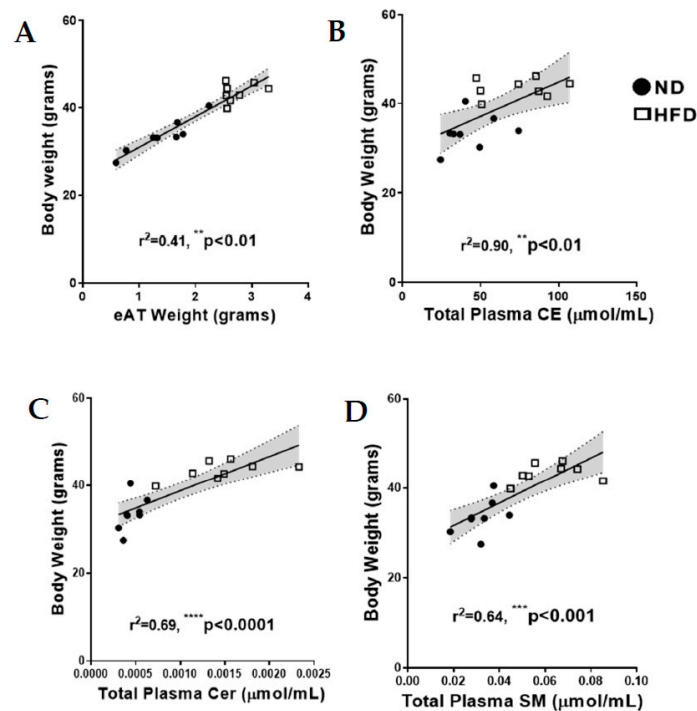 A
B
60
40
20
0
Body weight (grams)
r²=0.41, **p<0.01
0 1 2 3 4
eAT Weight (grams)
60
40
20
0
Body Weight (grams)
r²=0.90, **p<0.01
0 50 100 150
Total Plasma CE (μmol/mL)
ND
HFD
C
D
60
40
20
0
Body Weight (grams)
r²=0.69, ****p<0.0001
0.0000 0.0005 0.0010 0.0015 0.0020 0.0025
Total Plasma Cer (μmol/mL)
60
40
20
0
Body Weight (grams)
r²=0.64, ***p<0.001
0.00 0.02 0.04 0.06 0.08 0.10
Total Plasma SM (μmol/mL)